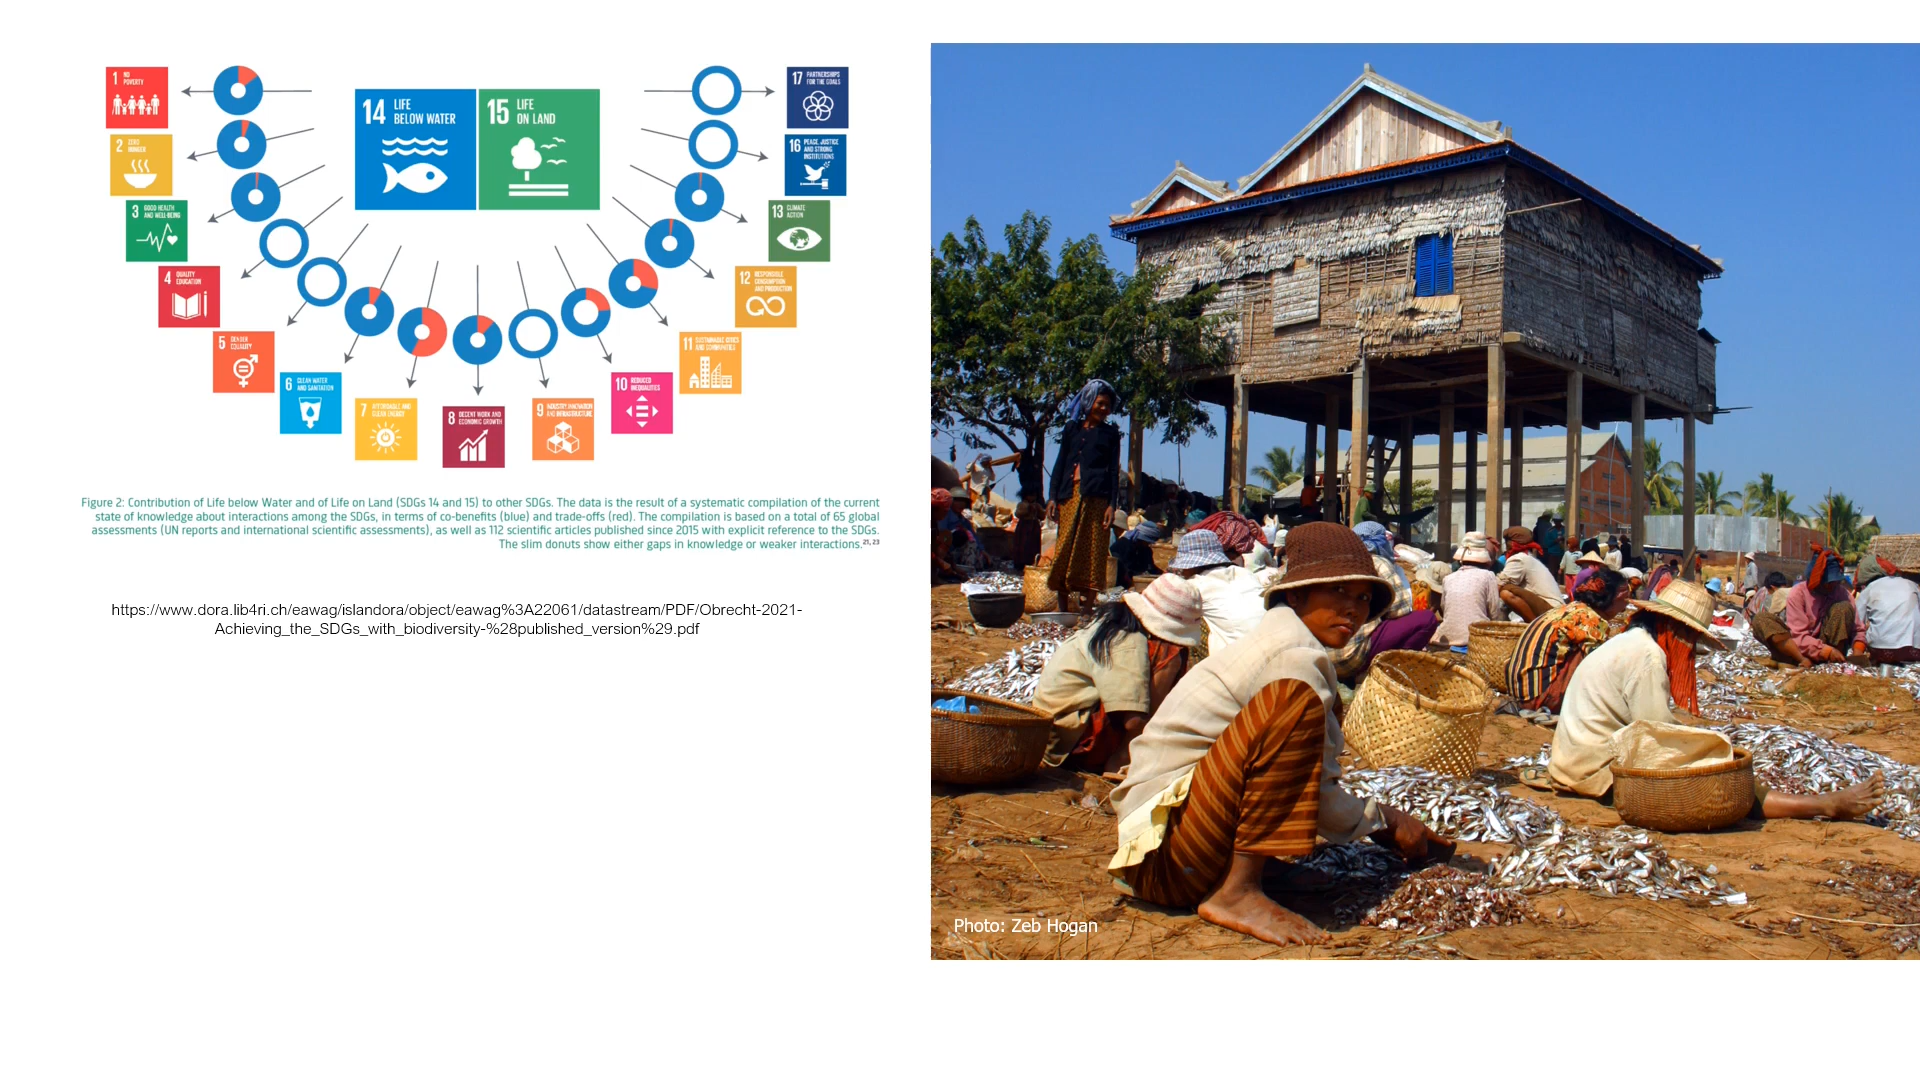 1 NO
POVERTY
2 ZERO
HUNGER
3 GOOD HEALTH
AND WELL-BEING
4 QUALITY
EDUCATION
5 GENDER
EQUALITY
6 CLEAN WATER
AND SANITATION
7 AFFORDABLE AND
CLEAN ENERGY
8 DECENT WORK AND
ECONOMIC GROWTH
9 INDUSTRY, INNOVATION
AND INFRASTRUCTURE
10 REDUCED
INEQUALITIES
11 SUSTAINABLE CITIES
AND COMMUNITIES
12 RESPONSIBLE
CONSUMPTION
AND PRODUCTION
13 CLIMATE
ACTION
14 LIFE
BELOW WATER
15 LIFE
ON LAND
16 PEACE, JUSTICE
AND STRONG
INSTITUTIONS
17 PARTNERSHIPS
FOR THE GOALS
Figure 2: Contribution of Life below Water and of Life on Land (SDGs 14 and 15) to other SDGs. The data is the result of a systematic compilation of the current
state of knowledge about interactions among the SDGs, in terms of co-benefits (blue) and trade-offs (red). The compilation is based on a total of 65 global
assessments (UN reports and international scientific assessments), as well as 112 scientific articles published since 2015 with explicit reference to the SDGs.
The slim donuts show either gaps in knowledge or weaker interactions.21, 23
https://www.dora.lib4ri.ch/eawag/islandora/object/eawag%3A22061/datastream/PDF/Obrecht-2021-
Achieving_the_SDGs_with_biodiversity-%28published_version%29.pdf
Photo: Zeb Hogan